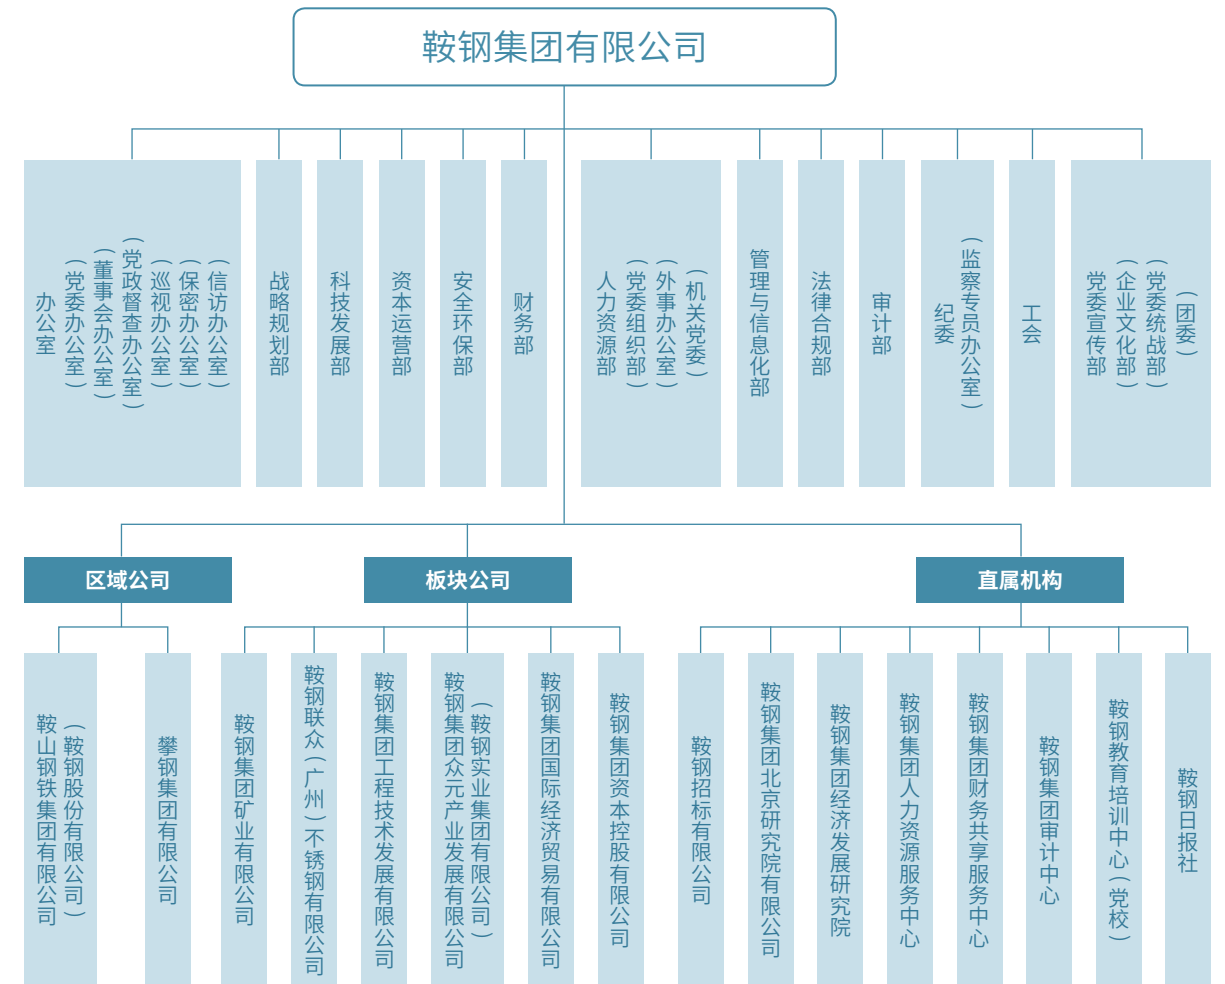 鞍钢集团有限公司
办公室
（党委办公室）
（董事会办公室）
（党政督查办公室）
（巡视办公室）
（保密办公室）
（信访办公室）
战略规划部
科技发展部
资本运营部
安全环保部
财务部
人力资源部
（党委组织部）
（外事办公室）
（机关党委）
管理与信息化部
法律合规部
审计部
纪委
（监察专员办公室）
工会
党委宣传部
（企业文化部）
（党委统战部）
（团委）
区域公司
板块公司
直属机构
鞍山钢铁集团有限公司
（鞍钢股份有限公司）
攀钢集团有限公司
鞍钢集团矿业有限公司
鞍钢联众（广州）不锈钢有限公司
鞍钢集团工程技术发展有限公司
鞍钢集团众元产业发展有限公司
（鞍钢实业集团有限公司）
鞍钢集团国际经济贸易有限公司
鞍钢集团资本控股有限公司
鞍钢招标有限公司
鞍钢集团北京研究院有限公司
鞍钢集团经济发展研究院
鞍钢集团人力资源服务中心
鞍钢集团财务共享服务中心
鞍钢集团审计中心
鞍钢教育培训中心（党校）
鞍钢日报社